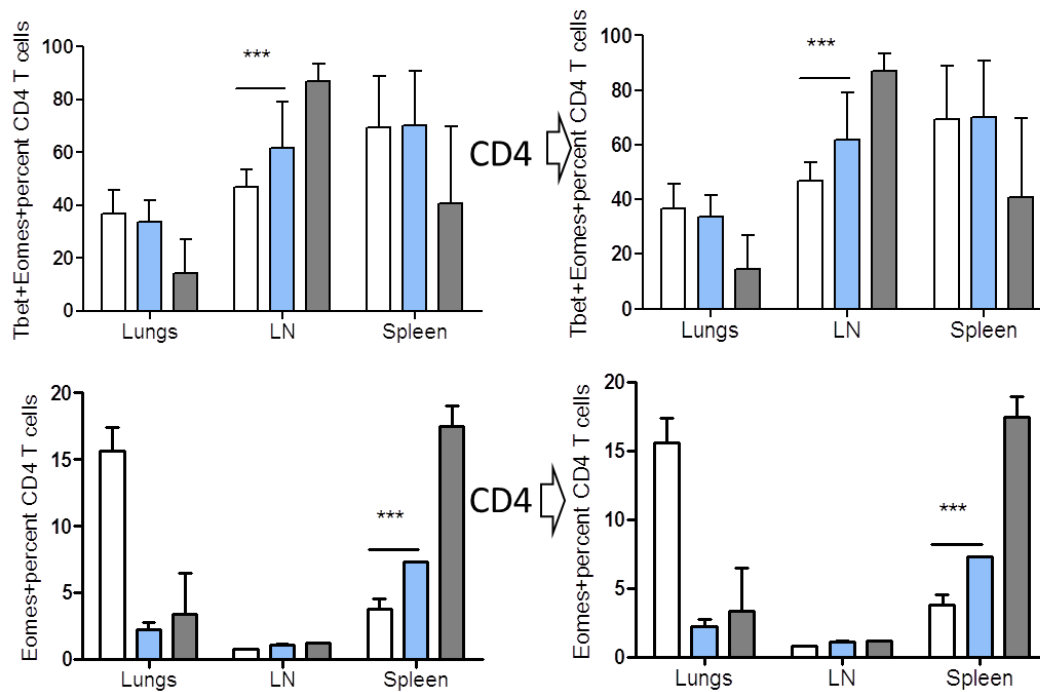 Tbet+Eomes+percent CD4 T cells
100
80
60
40
20
0
***
Lungs
LN
Spleen
CD4
Tbet+Eomes+percent CD4 T cells
100
80
60
40
20
0
***
Lungs
LN
Spleen
Eomes+percent CD4 T cells
20
15
10
5
0
***
Lungs
LN
Spleen
CD4
Eomes+percent CD4 T cells
20
15
10
5
0
***
Lungs
LN
Spleen